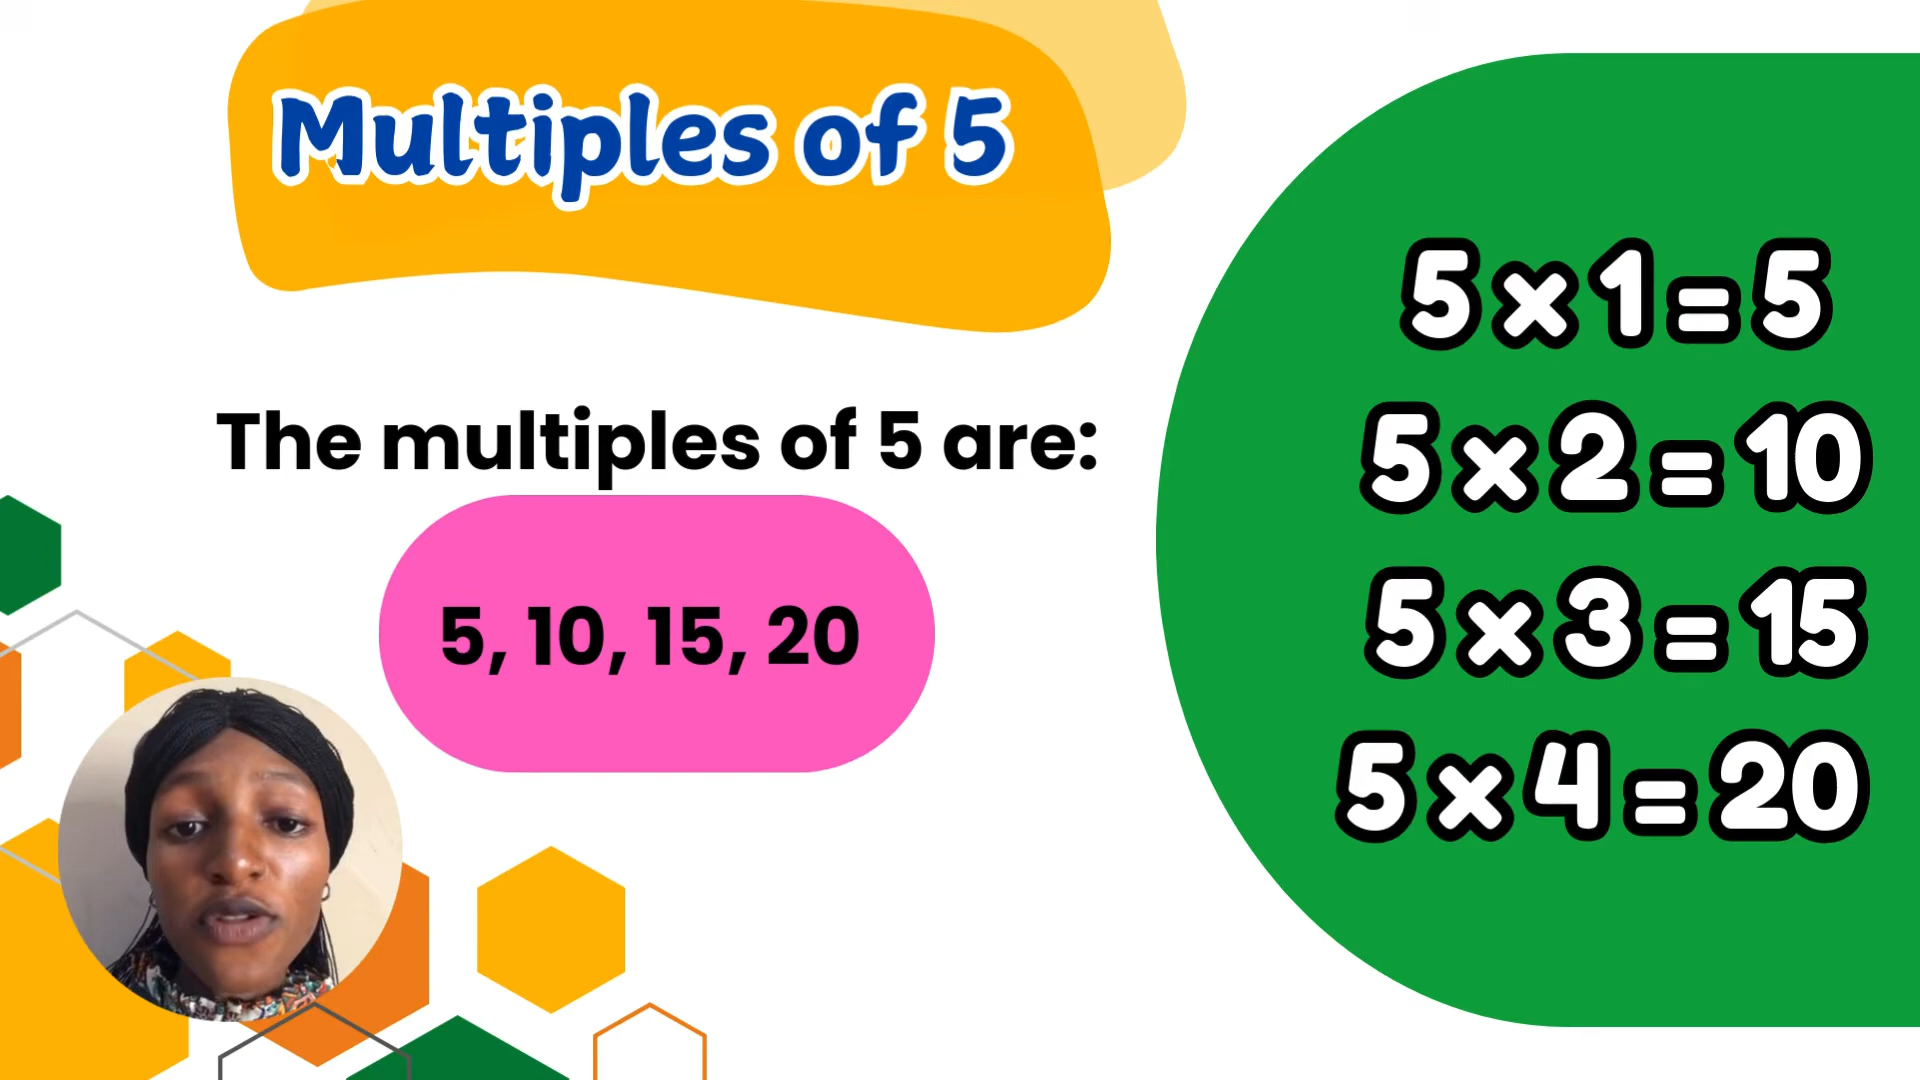 Multiples of 5
The multiples of 5 are:
5, 10, 15, 20
5×1=5
5×2=10
5×3=15
5×4=20